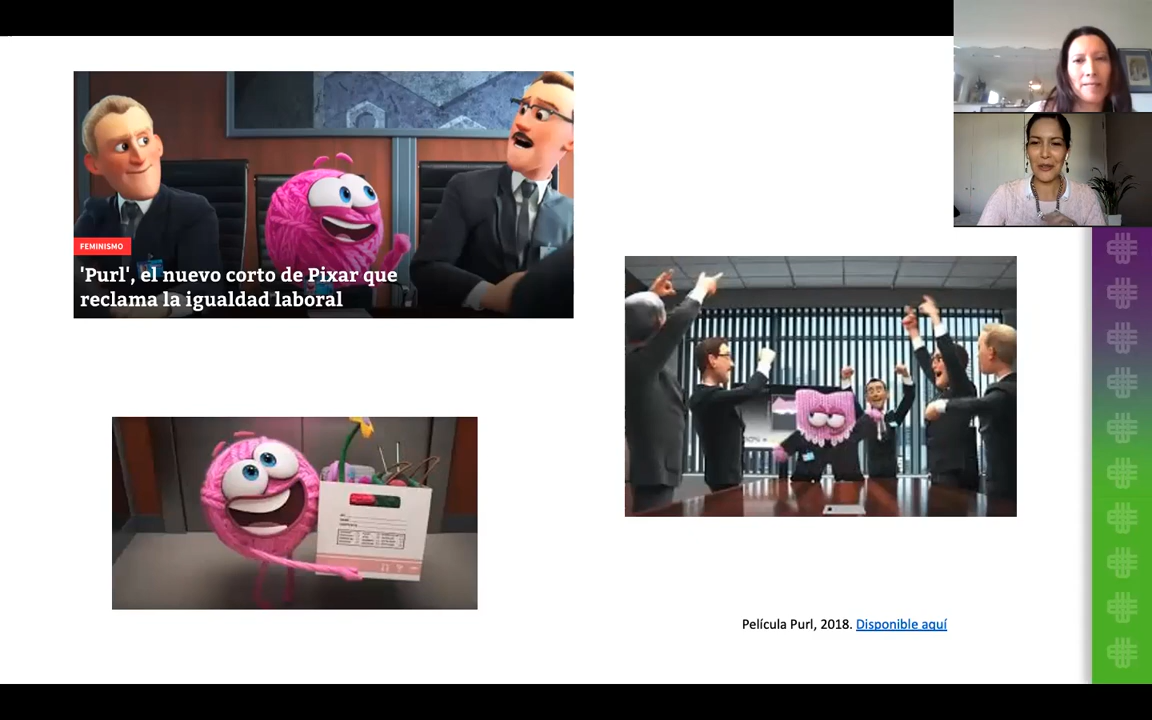 FEMINISMO
'Purl', el nuevo corto de Pixar que
reclama la igualdad laboral
Película Purl, 2018. Disponible aquí